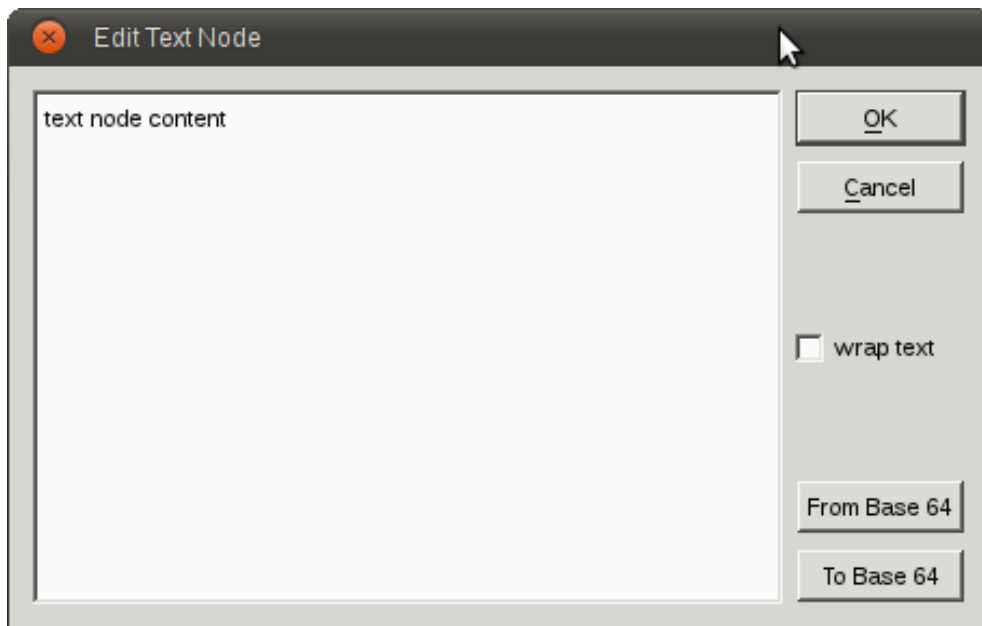 Edit Text Node
text node content
OK
Cancel
wrap text
From Base 64
To Base 64